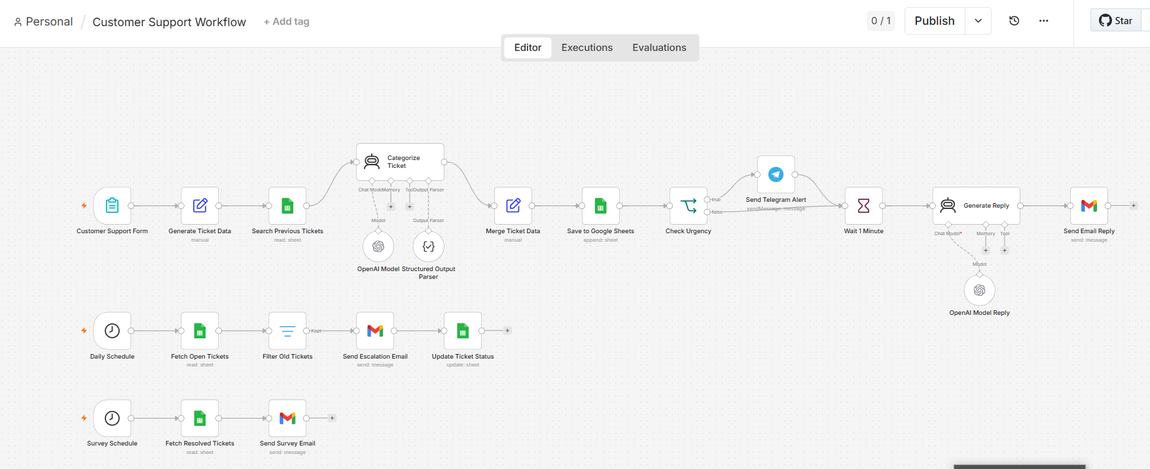 Personal / Customer Support Workflow + Add tag
0 / 1 Publish Star
Editor Executions Evaluations
Categorize
Ticket
Chat Model Memory Tool Output Parser
Customer Support Form
Generate Ticket Data
manual
Search Previous Tickets
read: sheet
Model
Output Parser
OpenAI Model
Structured Output
Parser
Merge Ticket Data
manual
Save to Google Sheets
append: sheet
true
false
Check Urgency
Send Telegram Alert
sendMessage: message
Wait 1 Minute
Generate Reply
Chat Model* Memory Tool
Model
OpenAI Model Reply
Send Email Reply
send: message
Daily Schedule
Fetch Open Tickets
read: sheet
Kept
Filter Old Tickets
Send Escalation Email
send: message
Update Ticket Status
update: sheet
Survey Schedule
Fetch Resolved Tickets
read: sheet
Send Survey Email
send: message